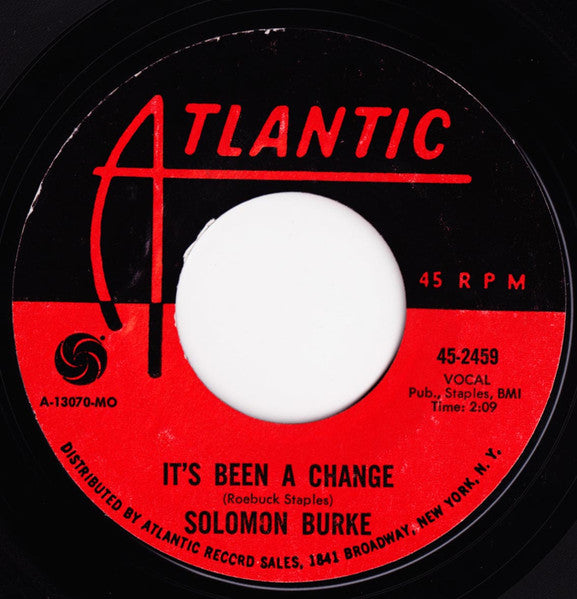 ATLANTIC
45 RPM
45-2459
VOCAL
Pub., Staples, BMI
Time: 2:09
A-13070-MO
IT'S BEEN A CHANGE
(Roebuck Staples)
SOLOMON BURKE
DISTRIBUTED BY ATLANTIC RECORD SALES, 1841 BROADWAY, NEW YORK, N.Y.